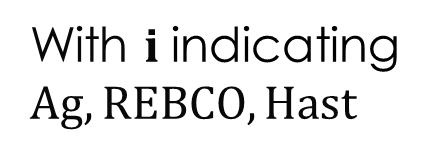 With i indicating
Ag, REBCO, Hast